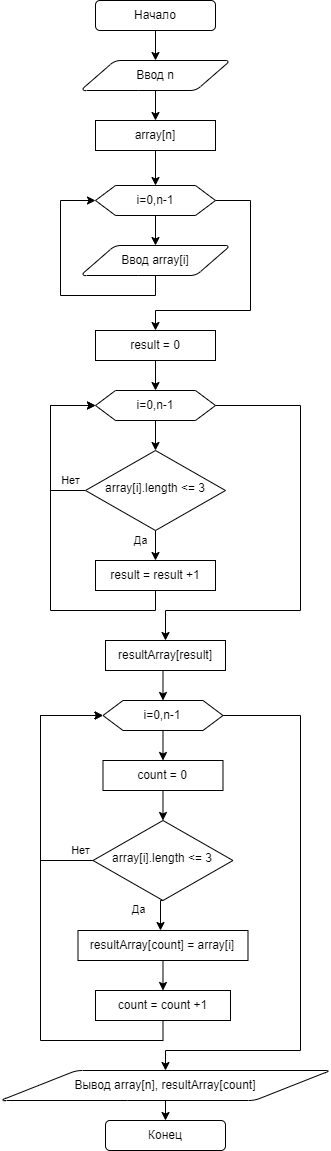 Начало
Ввод n
array[n]
i=0,n-1
Ввод array[i]
result = 0
i=0,n-1
array[i].length <= 3
Нет
Да
result = result +1
resultArray[result]
i=0,n-1
count = 0
array[i].length <= 3
Нет
Да
resultArray[count] = array[i]
count = count +1
Вывод array[n], resultArray[count]
Конец